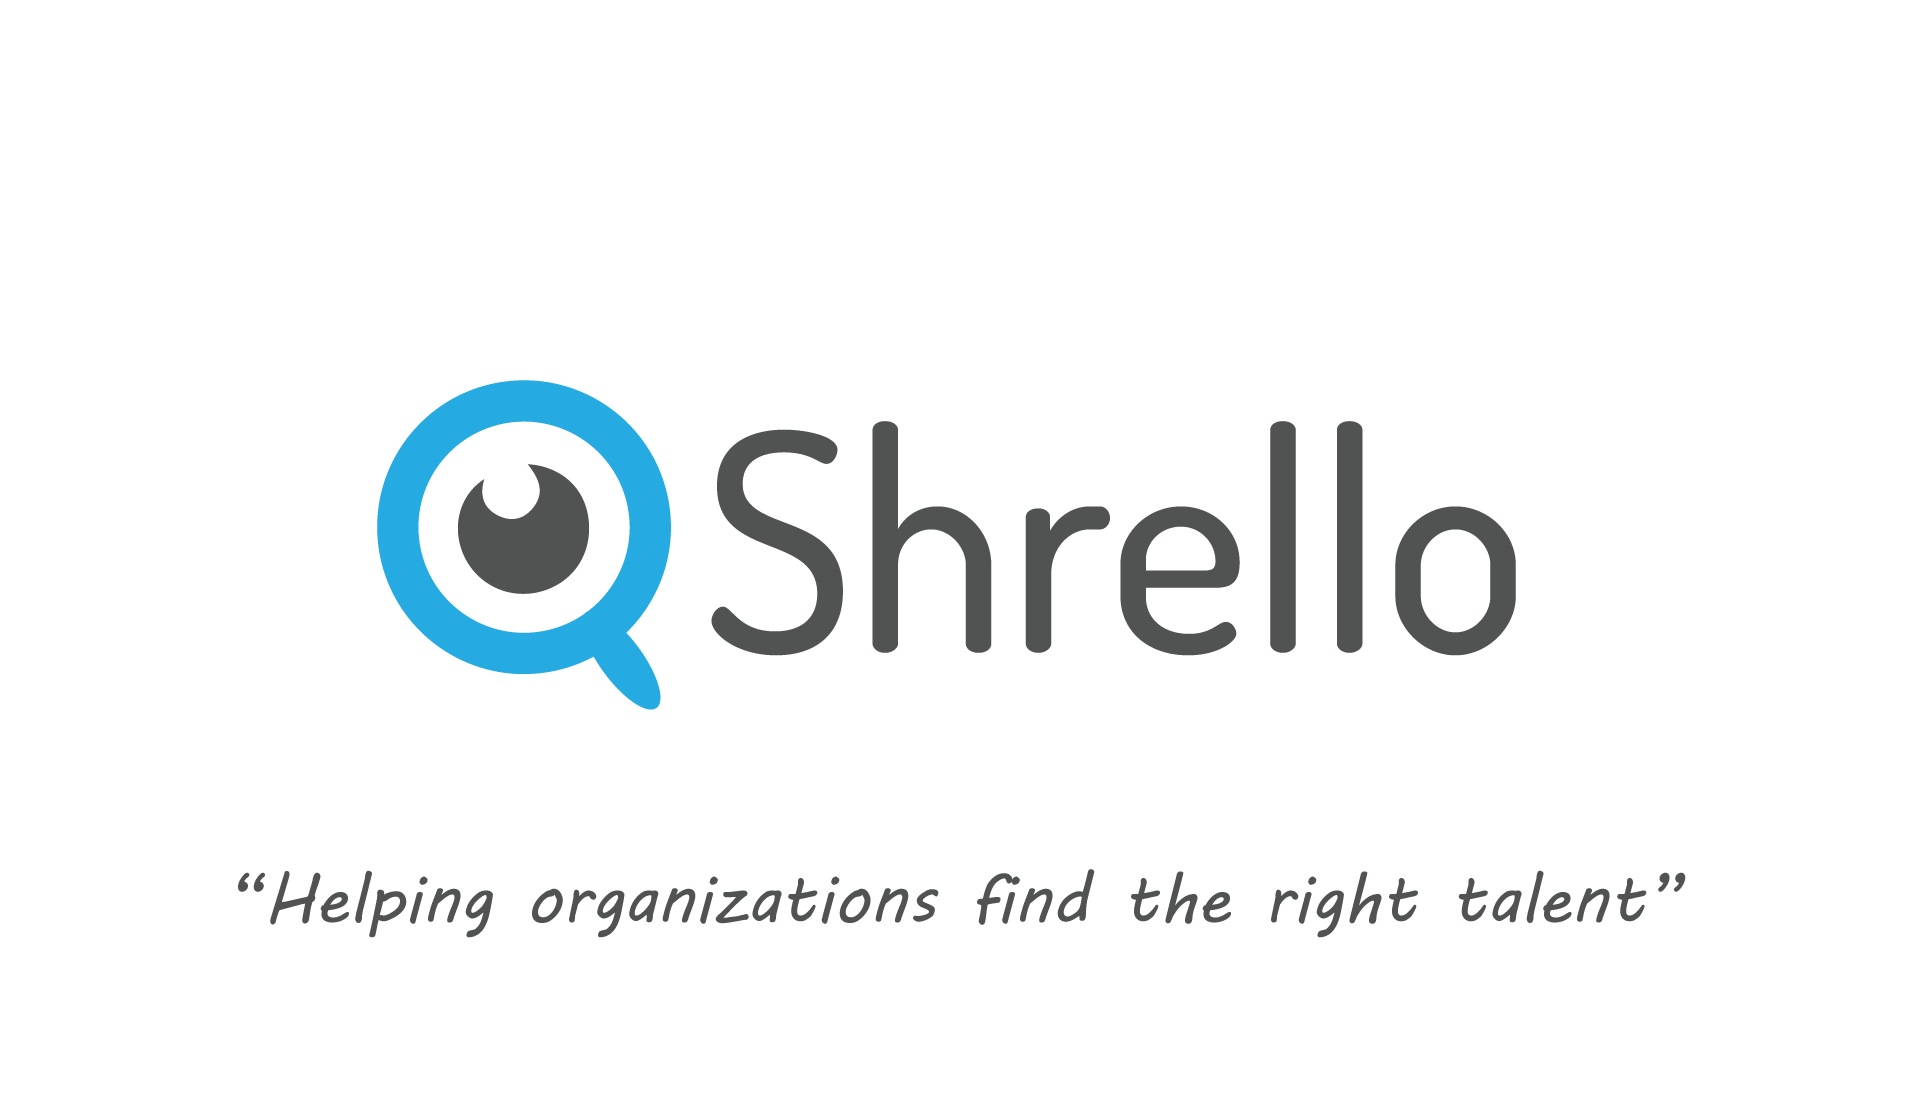 Shrello
“Helping organizations find the right talent”